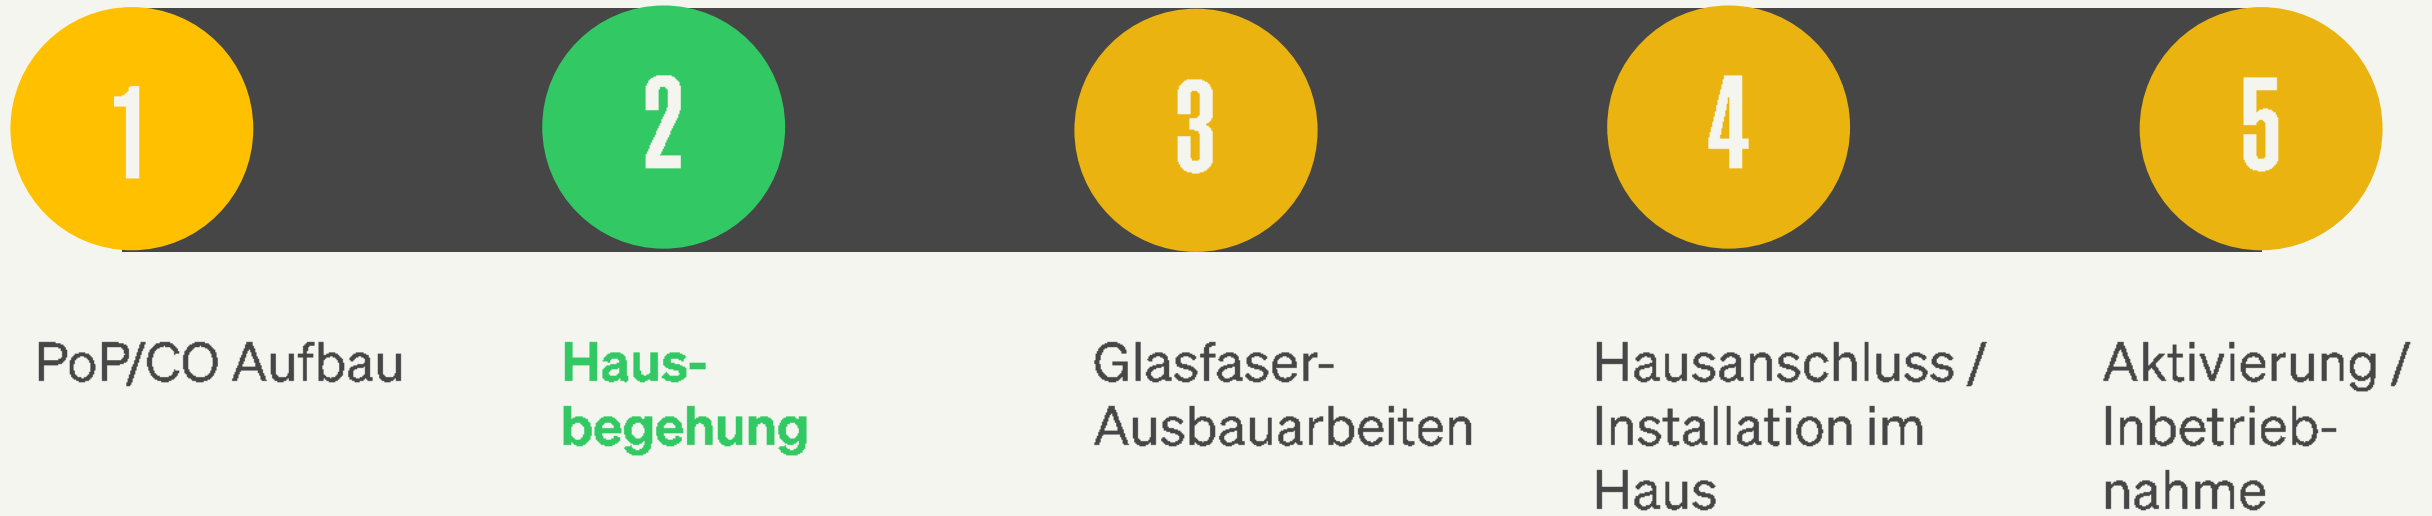 1
2
3
4
5
PoP/CO Aufbau
Haus-
begehung
Glasfaser-
Ausbauarbeiten
Hausanschluss /
Installation im
Haus
Aktivierung /
Inbetrieb-
nahme